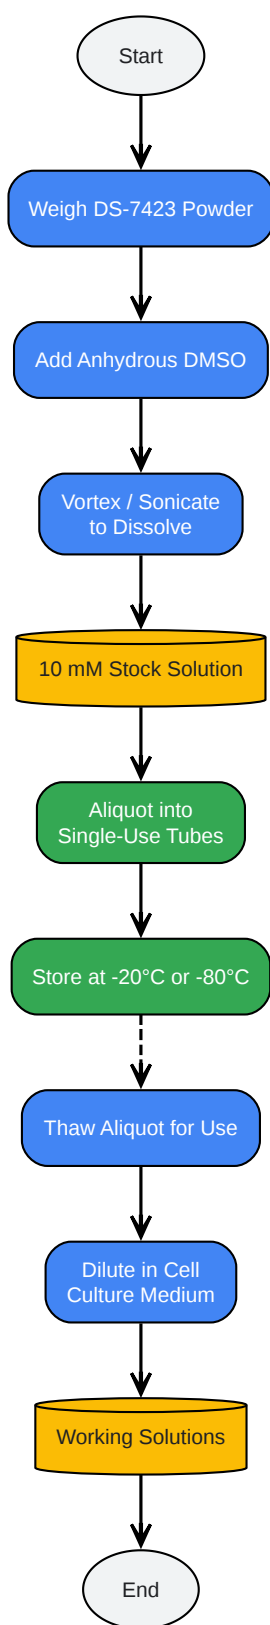 Start
Weigh DS-7423 Powder
Add Anhydrous DMSO
Vortex / Sonicate
to Dissolve
10 mM Stock Solution
Aliquot into
Single-Use Tubes
Store at -20°C or -80°C
Thaw Aliquot for Use
Dilute in Cell
Culture Medium
Working Solutions
End